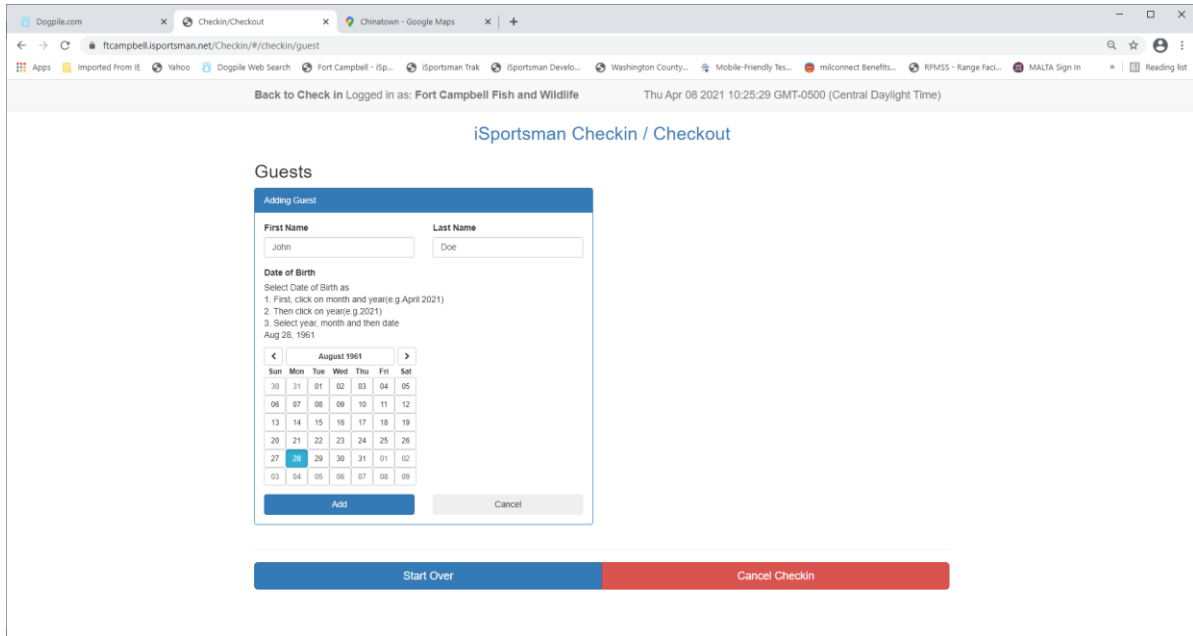 Dogpile.com Checkin/Checkout Chinatown - Google Maps
ftcampbell.isportsman.net/Checkin/#/checkin/guest
Apps Imported From IE Yahoo Dogpile Web Search Fort Campbell - iSp... iSportsman Trak iSportsman Develo... Washington County... Mobile-Friendly Tes... milconnect Benefits... RFMSS - Range Faci... MALTA Sign In » Reading list
Back to Check in Logged in as: Fort Campbell Fish and Wildlife Thu Apr 08 2021 10:25:29 GMT-0500 (Central Daylight Time)
iSportsman Checkin / Checkout
Guests
Adding Guest
First Name Last Name
John Doe
Date of Birth
Select Date of Birth as
1. First, click on month and year(e.g.April 2021)
2. Then click on year(e.g.2021)
3. Select year, month and then date
Aug 28, 1961
August 1961
Sun Mon Tue Wed Thu Fri Sat
30 31 01 02 03 04 05
06 07 08 09 10 11 12
13 14 15 16 17 18 19
20 21 22 23 24 25 26
27 28 29 30 31 01 02
03 04 05 06 07 08 09
Add Cancel
Start Over Cancel Checkin